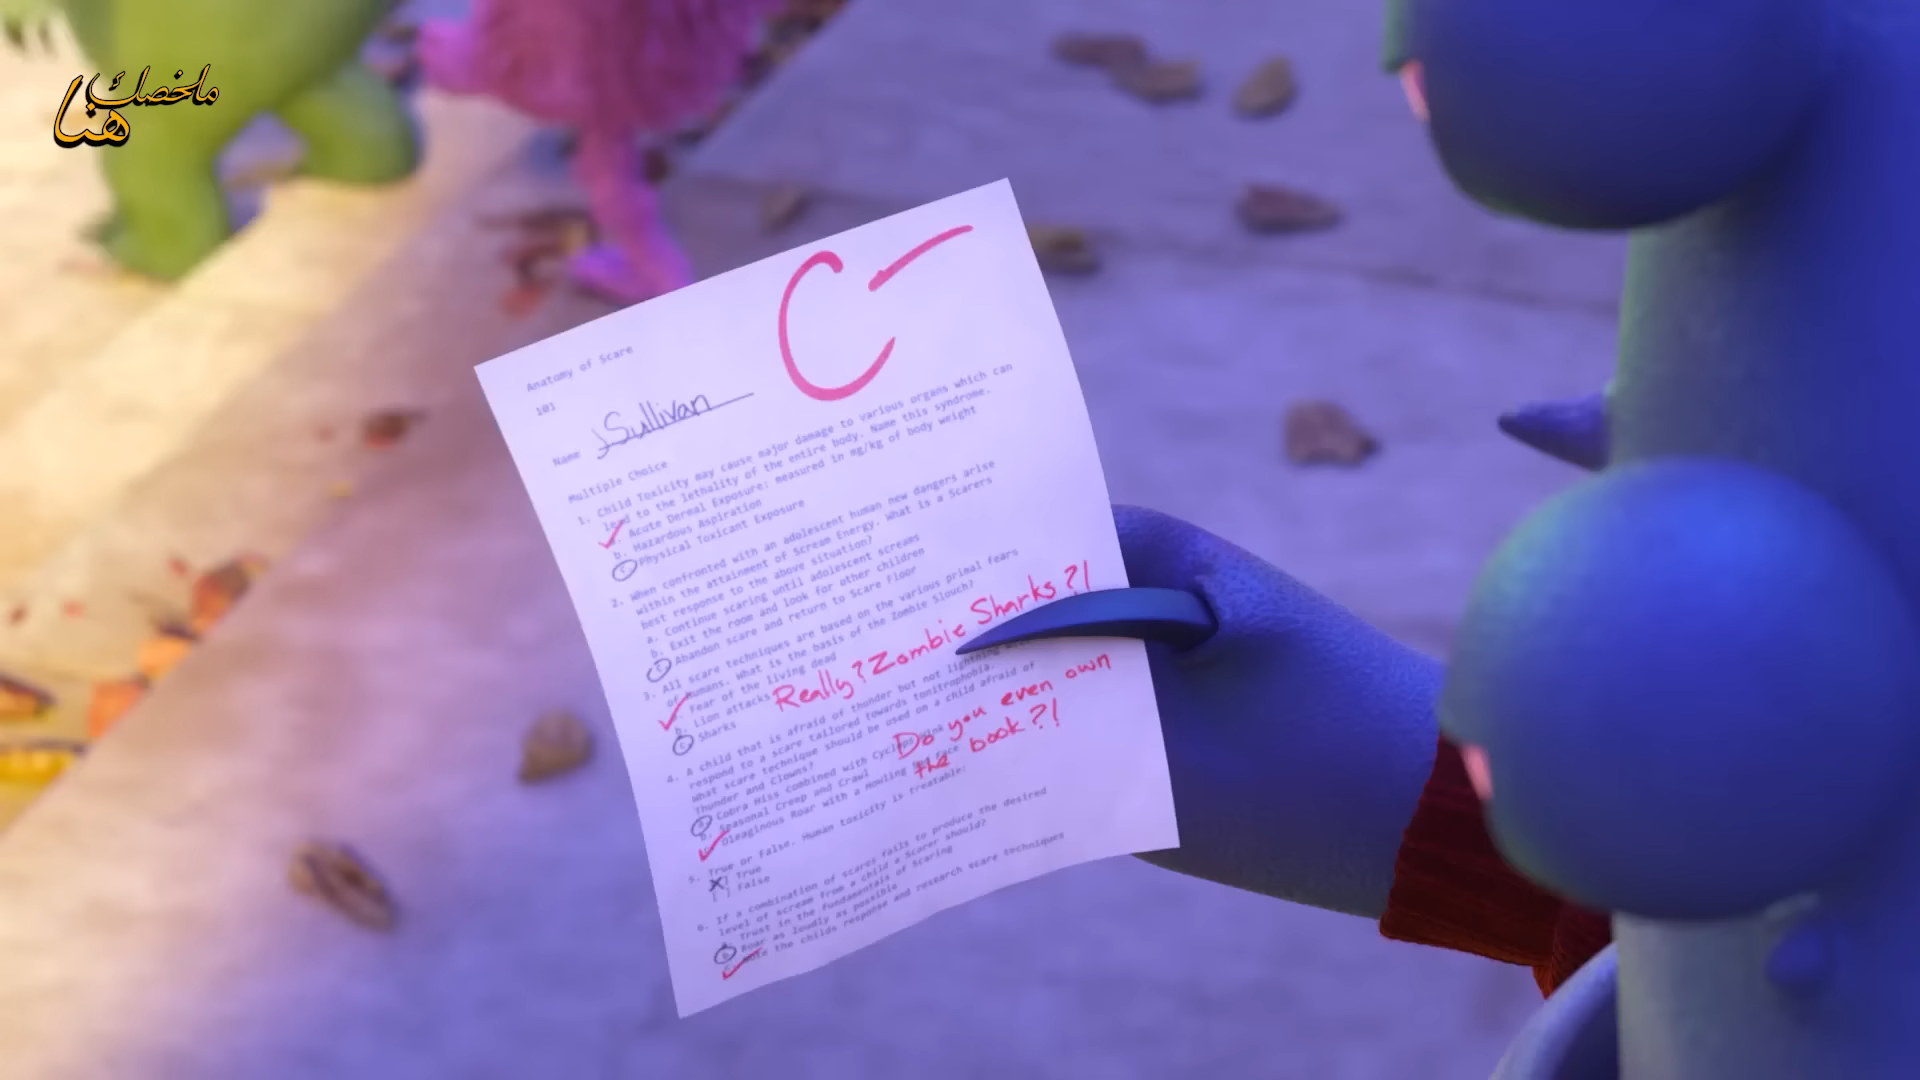 ملخصك
هنا
C-
Anatomy of Scare
101
Name J Sullivan
Multiple Choice
1. Child Toxicity may cause major damage to various organs which can
lead to the lethality of the entire body. Name this syndrome.
a. Acute Dermal Exposure: measured in mg/kg of body weight
b. Hazardous Aspiration
c Physical Toxicant Exposure
2. When confronted with an adolescent human new dangers arise
within the attainment of Scream Energy. What is a Scarers
best response to the above situation?
a. Continue scaring until adolescent screams
b. Exit the room and look for other children
c Abandon scare and return to Scare Floor
3. All scare techniques are based on the various primal fears
of humans. What is the basis of the Zombie Slouch?
Fear of the living dead
b. Lion attacks
c Sharks
Really? Zombie Sharks?!
4. A child that is afraid of thunder but not lightning
respond to a scare tailored towards tonitrophobia.
What scare technique should be used on a child afraid of
Thunder and Clowns?
a Cobra Hiss combined with Cyclops Wink
b. Spasonal Creep and Crawl
Oleaginous Roar with a Howling Face
Do you even own
the book?!
5. True or False. Human toxicity is treatable:
X] True
[ ] False
6. If a combination of scares fails to produce the desired
level of scream from a child a Scarer should?
Trust in the Fundamentals of Scaring
b Roar as loudly as possible
Note the childs response and research scare techniques